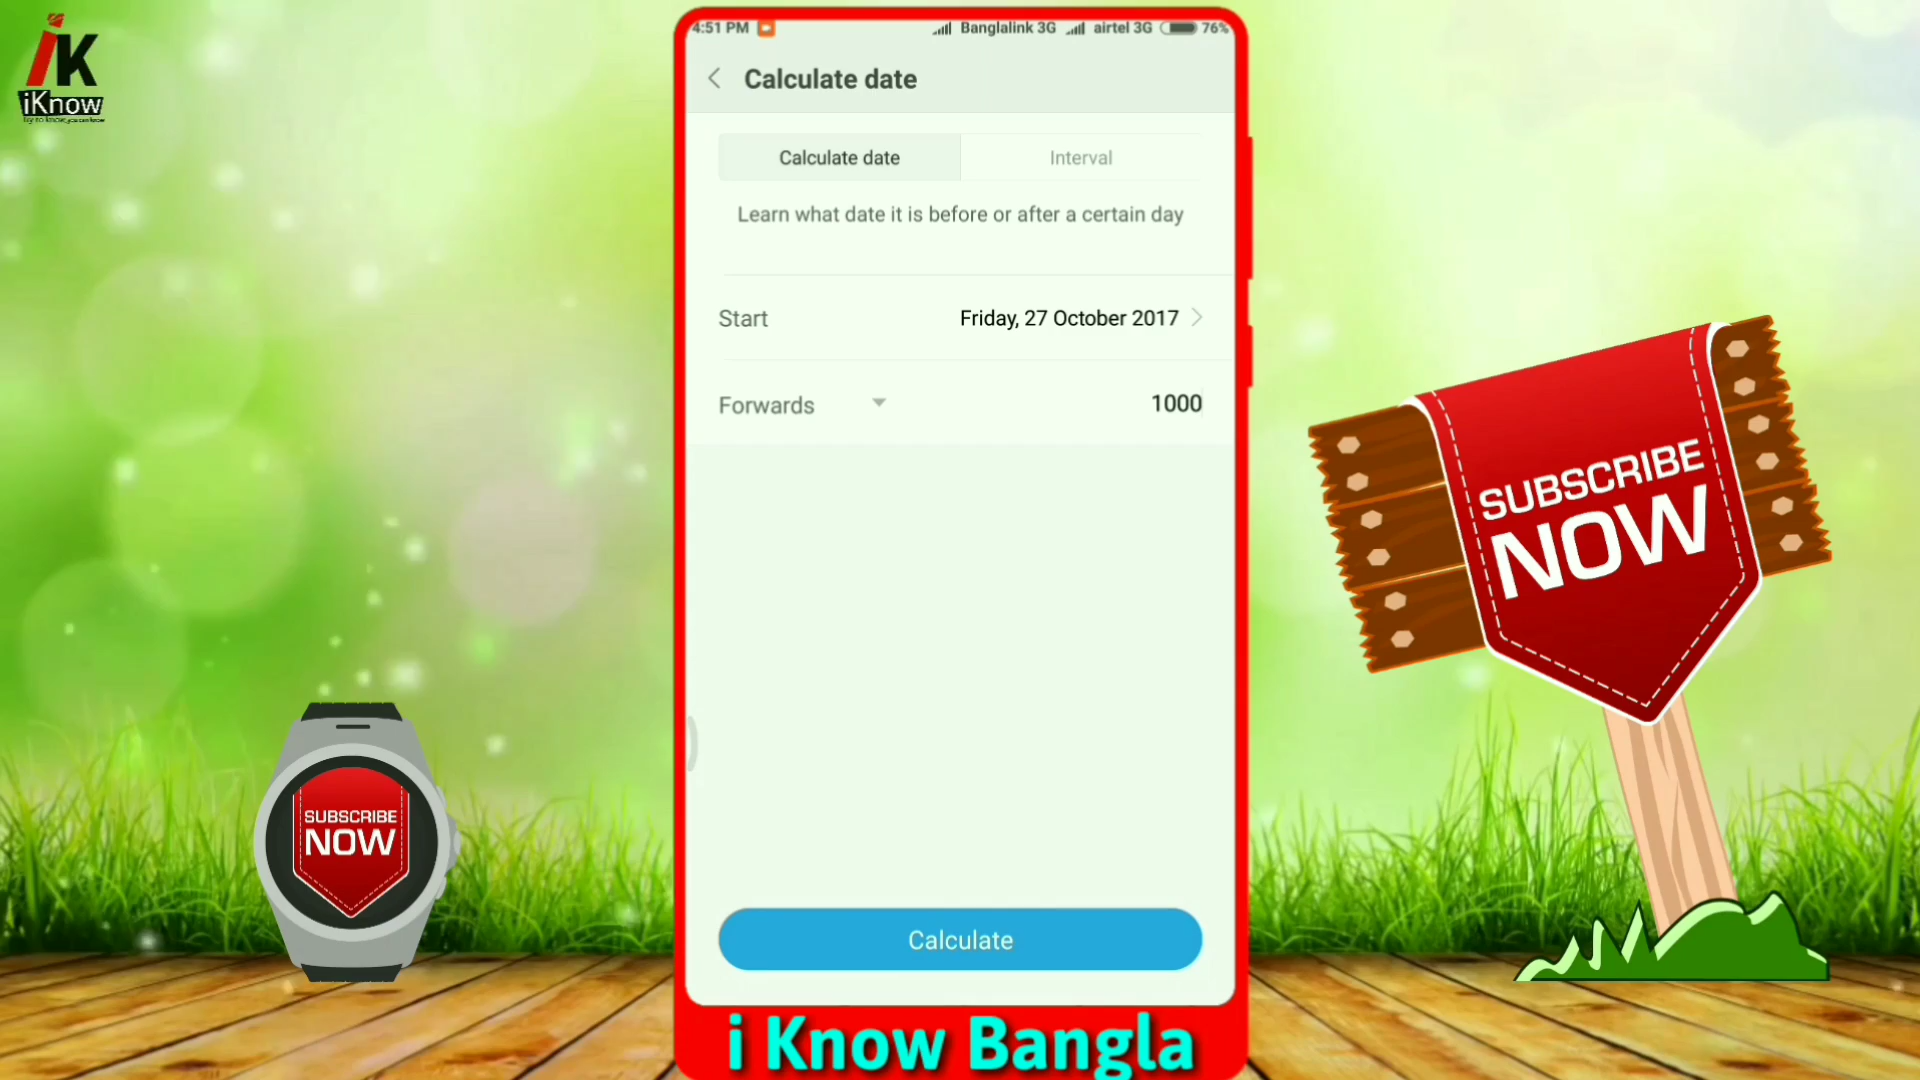 iK
iKnow
4:51 PM Banglalink 3G airtel 3G 76%
Calculate date
Calculate date Interval
Learn what date it is before or after a certain day
Start Friday, 27 October 2017
Forwards 1000
Calculate
i Know Bangla
SUBSCRIBE
NOW
SUBSCRIBE
NOW